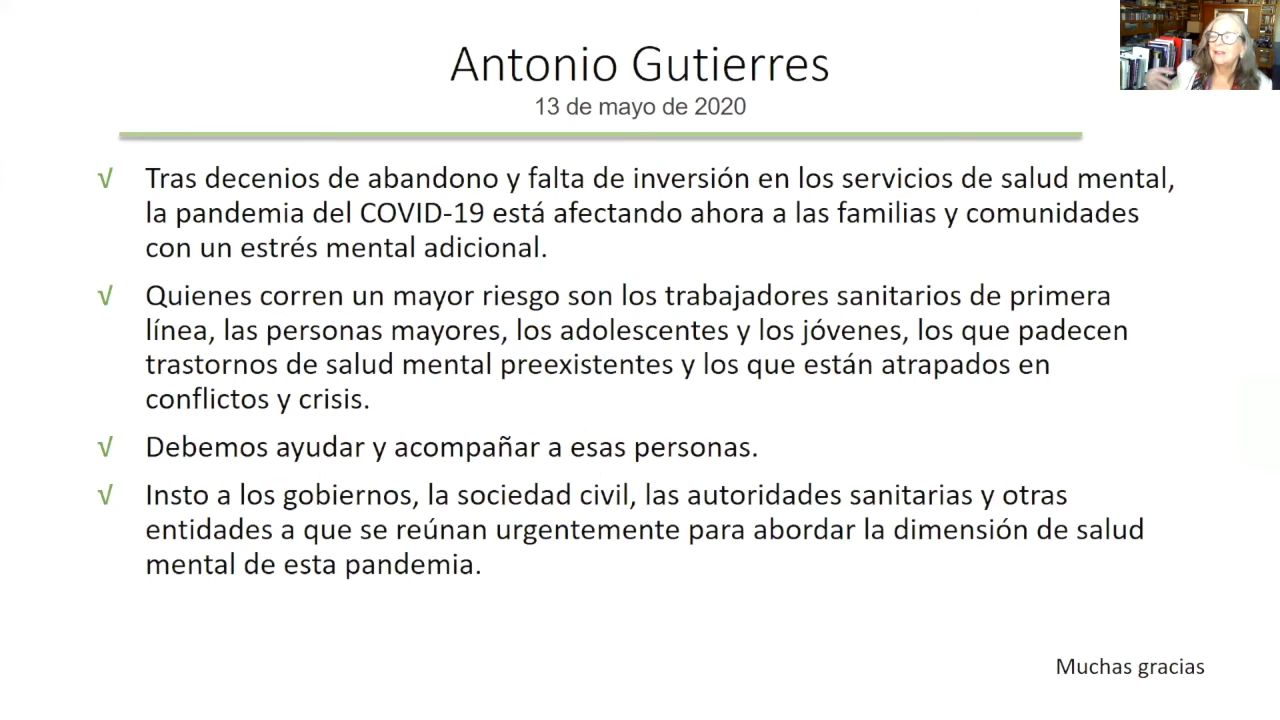 Antonio Gutierres
13 de mayo de 2020
√ Tras decenios de abandono y falta de inversión en los servicios de salud mental,
la pandemia del COVID-19 está afectando ahora a las familias y comunidades
con un estrés mental adicional.
√ Quienes corren un mayor riesgo son los trabajadores sanitarios de primera
línea, las personas mayores, los adolescentes y los jóvenes, los que padecen
trastornos de salud mental preexistentes y los que están atrapados en
conflictos y crisis.
√ Debemos ayudar y acompañar a esas personas.
√ Insto a los gobiernos, la sociedad civil, las autoridades sanitarias y otras
entidades a que se reúnan urgentemente para abordar la dimensión de salud
mental de esta pandemia.
Muchas gracias